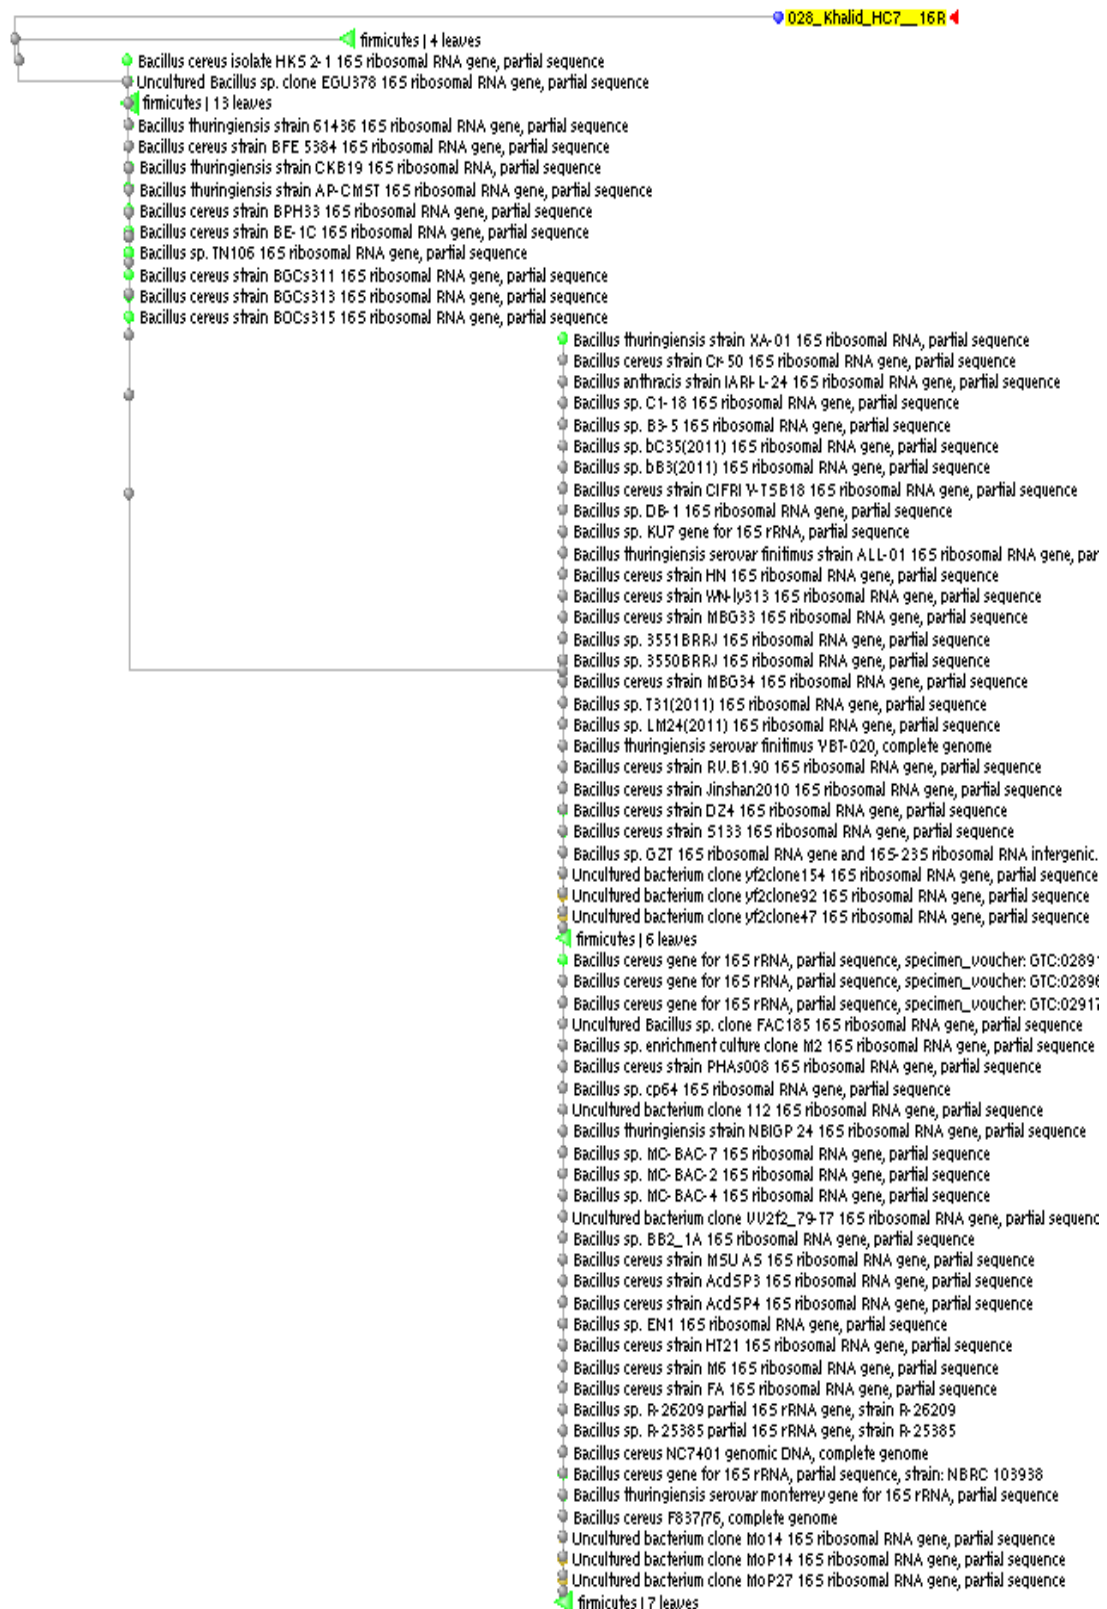 028_Khalid_HC7__16R
firmicutes | 4 leaves
Bacillus cereus isolate HKS 2-1 16S ribosomal RNA gene, partial sequence
Uncultured Bacillus sp. clone EGU378 16S ribosomal RNA gene, partial sequence
firmicutes | 13 leaves
Bacillus thuringiensis strain 61436 16S ribosomal RNA gene, partial sequence
Bacillus cereus strain BFE 5384 16S ribosomal RNA gene, partial sequence
Bacillus thuringiensis strain CKB19 16S ribosomal RNA, partial sequence
Bacillus thuringiensis strain AP-CMST 16S ribosomal RNA gene, partial sequence
Bacillus cereus strain BPH33 16S ribosomal RNA gene, partial sequence
Bacillus cereus strain BE-1C 16S ribosomal RNA gene, partial sequence
Bacillus sp. TN106 16S ribosomal RNA gene, partial sequence
Bacillus cereus strain BGCs311 16S ribosomal RNA gene, partial sequence
Bacillus cereus strain BGCs313 16S ribosomal RNA gene, partial sequence
Bacillus cereus strain BOCs315 16S ribosomal RNA gene, partial sequence
Bacillus thuringiensis strain XA-01 16S ribosomal RNA, partial sequence
Bacillus cereus strain Cr-50 16S ribosomal RNA gene, partial sequence
Bacillus anthracis strain IARI-L-24 16S ribosomal RNA gene, partial sequence
Bacillus sp. C1-18 16S ribosomal RNA gene, partial sequence
Bacillus sp. B3-5 16S ribosomal RNA gene, partial sequence
Bacillus sp. bC35(2011) 16S ribosomal RNA gene, partial sequence
Bacillus sp. bB3(2011) 16S ribosomal RNA gene, partial sequence
Bacillus cereus strain CIFRI V-TSB18 16S ribosomal RNA gene, partial sequence
Bacillus sp. DB-1 16S ribosomal RNA gene, partial sequence
Bacillus sp. KU7 gene for 16S rRNA, partial sequence
Bacillus thuringiensis serovar finitimus strain ALL-01 16S ribosomal RNA gene, par
Bacillus cereus strain HN 16S ribosomal RNA gene, partial sequence
Bacillus cereus strain WN-ly313 16S ribosomal RNA gene, partial sequence
Bacillus cereus strain MBG33 16S ribosomal RNA gene, partial sequence
Bacillus sp. 3551BRRJ 16S ribosomal RNA gene, partial sequence
Bacillus sp. 3550BRRJ 16S ribosomal RNA gene, partial sequence
Bacillus cereus strain MBG34 16S ribosomal RNA gene, partial sequence
Bacillus sp. T31(2011) 16S ribosomal RNA gene, partial sequence
Bacillus sp. LM24(2011) 16S ribosomal RNA gene, partial sequence
Bacillus thuringiensis serovar finitimus YBT-020, complete genome
Bacillus cereus strain RV.B1.90 16S ribosomal RNA gene, partial sequence
Bacillus cereus strain Jinshan2010 16S ribosomal RNA gene, partial sequence
Bacillus cereus strain DZ4 16S ribosomal RNA gene, partial sequence
Bacillus cereus strain S133 16S ribosomal RNA gene, partial sequence
Bacillus sp. GZT 16S ribosomal RNA gene and 16S-23S ribosomal RNA intergenic.
Uncultured bacterium clone yf2clone154 16S ribosomal RNA gene, partial sequence
Uncultured bacterium clone yf2clone92 16S ribosomal RNA gene, partial sequence
Uncultured bacterium clone yf2clone47 16S ribosomal RNA gene, partial sequence
firmicutes | 6 leaves
Bacillus cereus gene for 16S rRNA, partial sequence, specimen_voucher: GTC:0289
Bacillus cereus gene for 16S rRNA, partial sequence, specimen_voucher: GTC:02896
Bacillus cereus gene for 16S rRNA, partial sequence, specimen_voucher: GTC:02917
Uncultured Bacillus sp. clone FAC185 16S ribosomal RNA gene, partial sequence
Bacillus sp. enrichment culture clone M2 16S ribosomal RNA gene, partial sequence
Bacillus cereus strain PHAs008 16S ribosomal RNA gene, partial sequence
Bacillus sp. cp64 16S ribosomal RNA gene, partial sequence
Uncultured bacterium clone 112 16S ribosomal RNA gene, partial sequence
Bacillus thuringiensis strain NBIGP 24 16S ribosomal RNA gene, partial sequence
Bacillus sp. MC-BAC-7 16S ribosomal RNA gene, partial sequence
Bacillus sp. MC-BAC-2 16S ribosomal RNA gene, partial sequence
Bacillus sp. MC-BAC-4 16S ribosomal RNA gene, partial sequence
Uncultured bacterium clone VV2f2_79-T7 16S ribosomal RNA gene, partial sequenc
Bacillus sp. BB2_1A 16S ribosomal RNA gene, partial sequence
Bacillus cereus strain MSU AS 16S ribosomal RNA gene, partial sequence
Bacillus cereus strain AcdSP3 16S ribosomal RNA gene, partial sequence
Bacillus cereus strain AcdSP4 16S ribosomal RNA gene, partial sequence
Bacillus sp. EN1 16S ribosomal RNA gene, partial sequence
Bacillus cereus strain HT21 16S ribosomal RNA gene, partial sequence
Bacillus cereus strain M6 16S ribosomal RNA gene, partial sequence
Bacillus cereus strain FA 16S ribosomal RNA gene, partial sequence
Bacillus sp. R-26209 partial 16S rRNA gene, strain R-26209
Bacillus sp. R-25385 partial 16S rRNA gene, strain R-25385
Bacillus cereus NC7401 genomic DNA, complete genome
Bacillus cereus gene for 16S rRNA, partial sequence, strain: NBRC 103938
Bacillus thuringiensis serovar monterrey gene for 16S rRNA, partial sequence
Bacillus cereus F837/76, complete genome
Uncultured bacterium clone Mo14 16S ribosomal RNA gene, partial sequence
Uncultured bacterium clone MoP14 16S ribosomal RNA gene, partial sequence
Uncultured bacterium clone MoP27 16S ribosomal RNA gene, partial sequence
firmicutes | 7 leaves